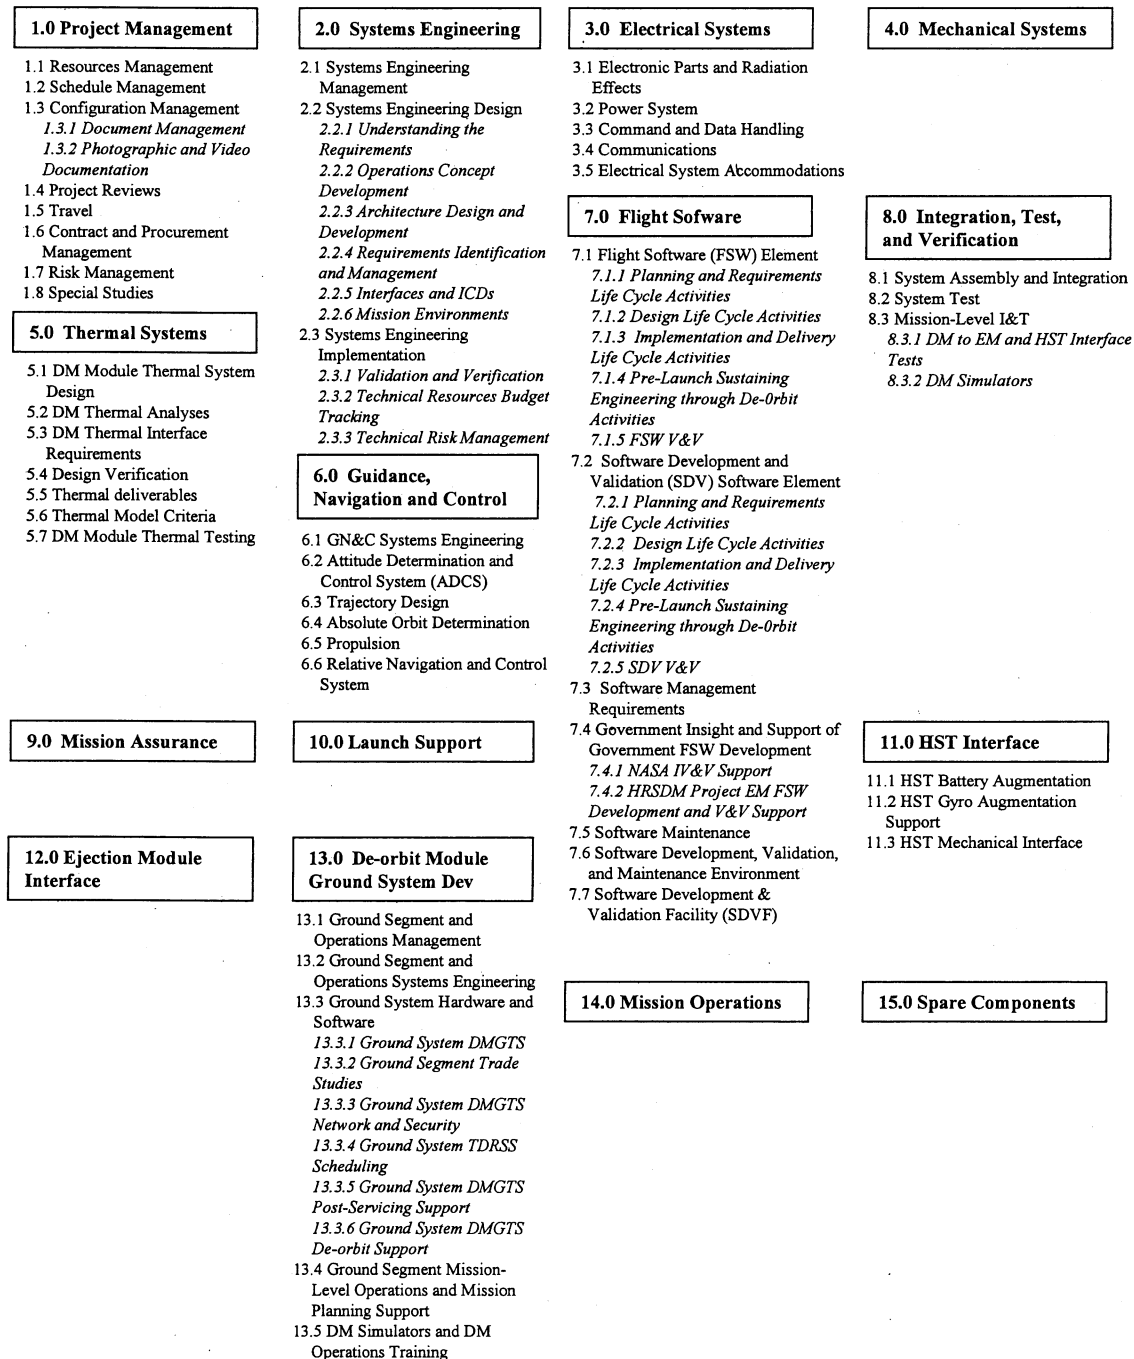 1.0 Project Management
1.1 Resources Management
1.2 Schedule Management
1.3 Configuration Management
1.3.1 Document Management
1.3.2 Photographic and Video
Documentation
1.4 Project Reviews
1.5 Travel
1.6 Contract and Procurement
Management
1.7 Risk Management
1.8 Special Studies
2.0 Systems Engineering
2.1 Systems Engineering
Management
2.2 Systems Engineering Design
2.2.1 Understanding the
Requirements
2.2.2 Operations Concept
Development
2.2.3 Architecture Design and
Development
2.2.4 Requirements Identification
and Management
2.2.5 Interfaces and ICDs
2.2.6 Mission Environments
2.3 Systems Engineering
Implementation
2.3.1 Validation and Verification
2.3.2 Technical Resources Budget
Tracking
2.3.3 Technical Risk Management
3.0 Electrical Systems
3.1 Electronic Parts and Radiation
Effects
3.2 Power System
3.3 Command and Data Handling
3.4 Communications
3.5 Electrical System Accommodations
4.0 Mechanical Systems
5.0 Thermal Systems
5.1 DM Module Thermal System
Design
5.2 DM Thermal Analyses
5.3 DM Thermal Interface
Requirements
5.4 Design Verification
5.5 Thermal deliverables
5.6 Thermal Model Criteria
5.7 DM Module Thermal Testing
6.0 Guidance,
Navigation and Control
6.1 GN&C Systems Engineering
6.2 Attitude Determination and
Control System (ADCS)
6.3 Trajectory Design
6.4 Absolute Orbit Determination
6.5 Propulsion
6.6 Relative Navigation and Control
System
7.0 Flight Sofware
7.1 Flight Software (FSW) Element
7.1.1 Planning and Requirements
Life Cycle Activities
7.1.2 Design Life Cycle Activities
7.1.3 Implementation and Delivery
Life Cycle Activities
7.1.4 Pre-Launch Sustaining
Engineering through De-0rbit
Activities
7.1.5 FSW V&V
7.2 Software Development and
Validation (SDV) Software Element
7.2.1 Planning and Requirements
Life Cycle Activities
7.2.2 Design Life Cycle Activities
7.2.3 Implementation and Delivery
Life Cycle Activities
7.2.4 Pre-Launch Sustaining
Engineering through De-0rbit
Activities
7.2.5 SDV V&V
7.3 Software Management
Requirements
7.4 Government Insight and Support of
Government FSW Development
7.4.1 NASA IV&V Support
7.4.2 HRSDM Project EM FSW
Development and V&V Support
7.5 Software Maintenance
7.6 Software Development, Validation,
and Maintenance Environment
7.7 Software Development &
Validation Facility (SDVF)
8.0 Integration, Test,
and Verification
8.1 System Assembly and Integration
8.2 System Test
8.3 Mission-Level I&T
8.3.1 DM to EM and HST Interface
Tests
8.3.2 DM Simulators
9.0 Mission Assurance
10.0 Launch Support
11.0 HST Interface
11.1 HST Battery Augmentation
11.2 HST Gyro Augmentation
Support
11.3 HST Mechanical Interface
12.0 Ejection Module
Interface
13.0 De-orbit Module
Ground System Dev
13.1 Ground Segment and
Operations Management
13.2 Ground Segment and
Operations Systems Engineering
13.3 Ground System Hardware and
Software
13.3.1 Ground System DMGTS
13.3.2 Ground Segment Trade
Studies
13.3.3 Ground System DMGTS
Network and Security
13.3.4 Ground System TDRSS
Scheduling
13.3.5 Ground System DMGTS
Post-Servicing Support
13.3.6 Ground System DMGTS
De-orbit Support
13.4 Ground Segment Mission-
Level Operations and Mission
Planning Support
13.5 DM Simulators and DM
Operations Training
14.0 Mission Operations
15.0 Spare Components